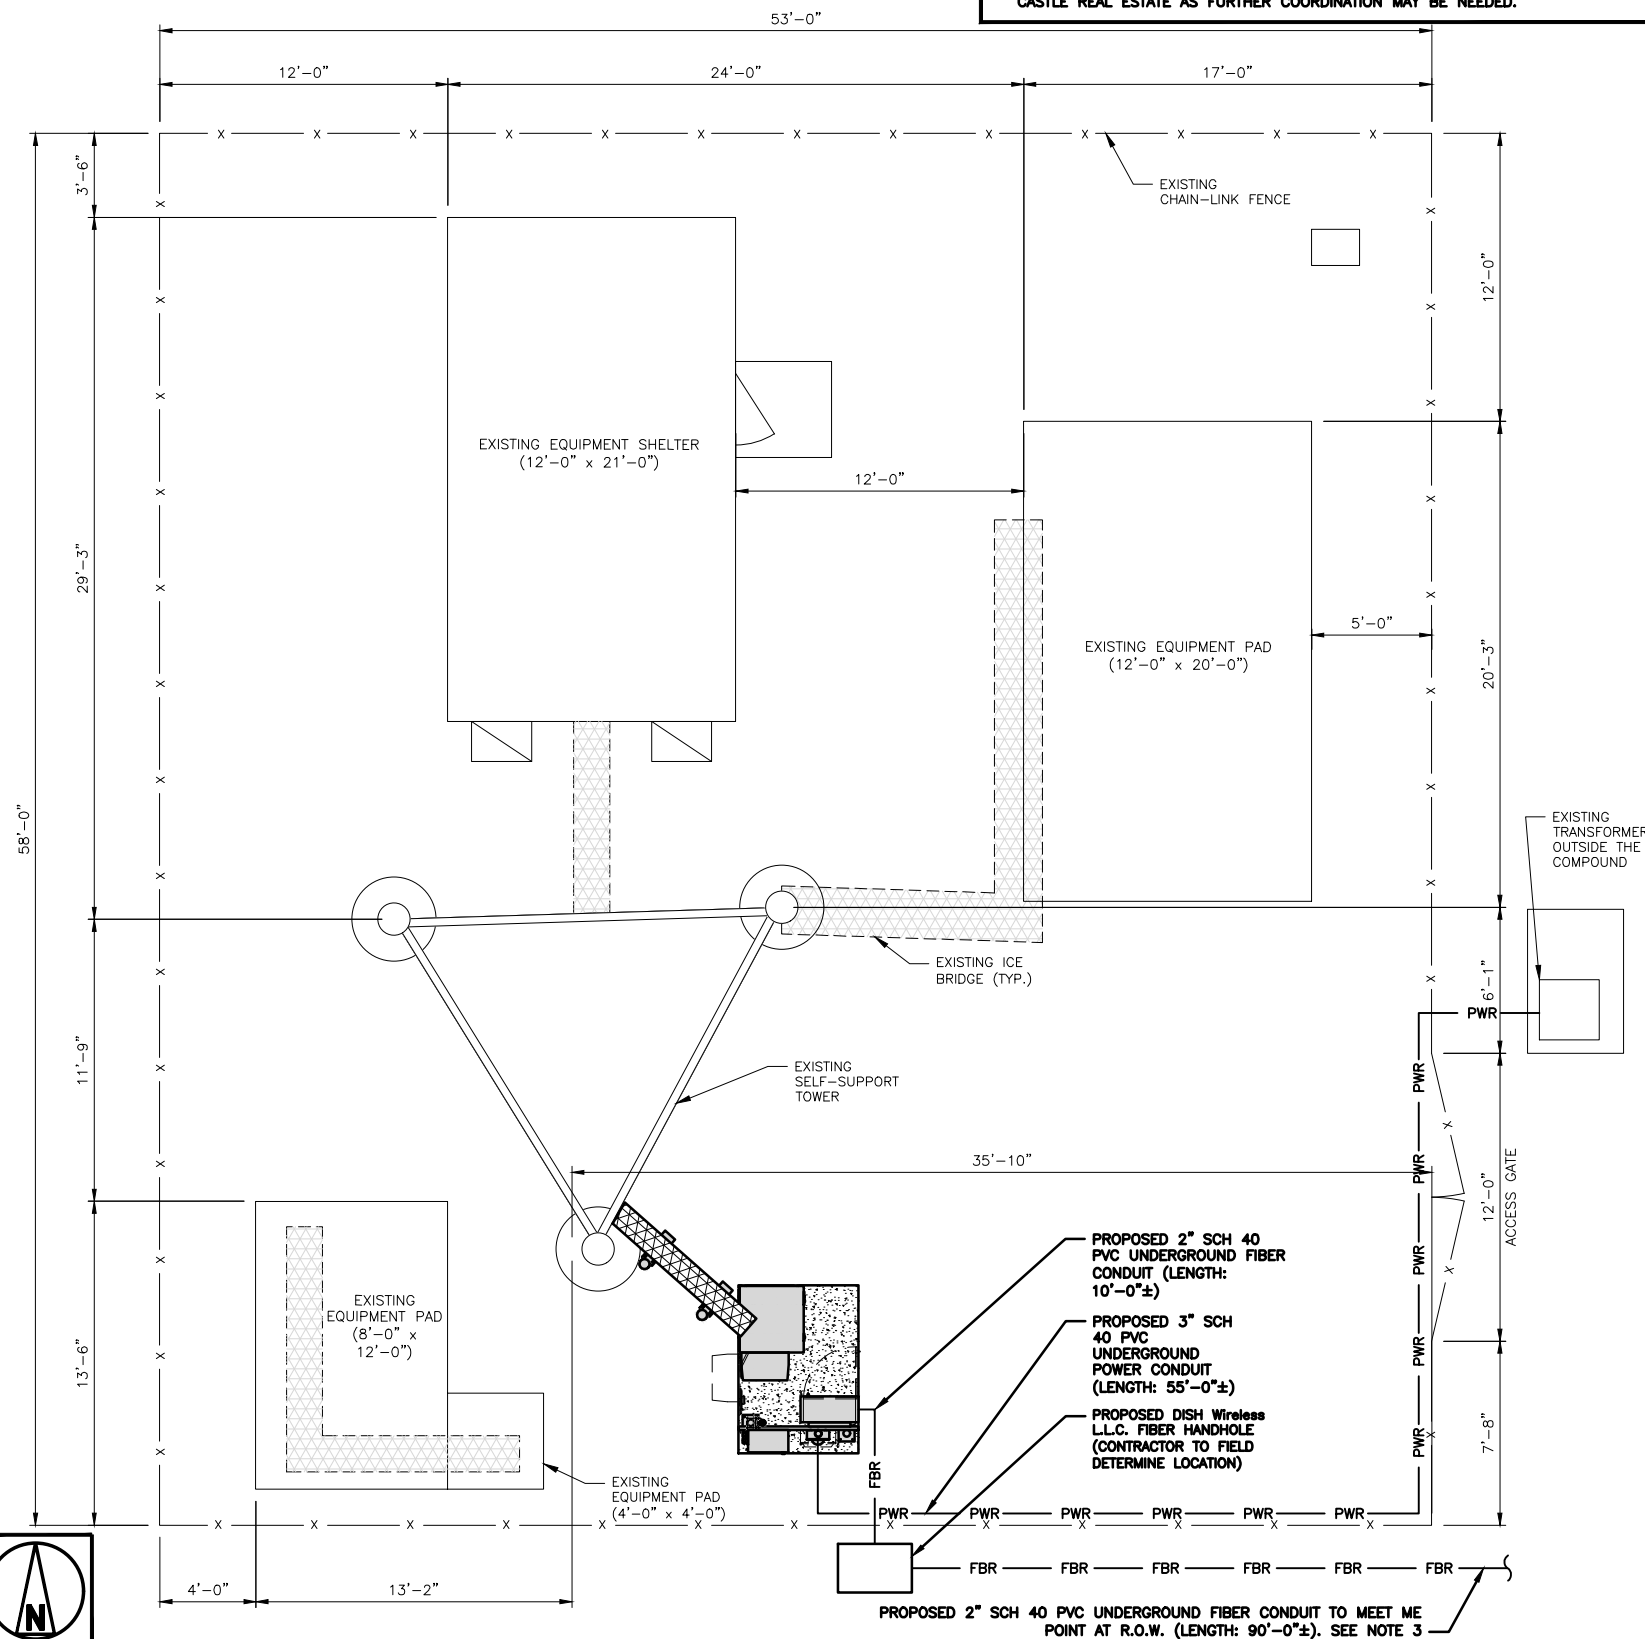 CASTLE REAL ESTATE AS FURTHER COORDINATION MAY BE NEEDED.
53'-0"
12'-0"
24'-0"
17'-0"
3'-6"
EXISTING
CHAIN-LINK FENCE
12'-0"
EXISTING EQUIPMENT SHELTER
(12'-0" x 21'-0")
12'-0"
29'-3"
58'-0"
EXISTING EQUIPMENT PAD
(12'-0" x 20'-0")
5'-0"
20'-3"
EXISTING
TRANSFORMER
OUTSIDE THE
COMPOUND
EXISTING ICE
BRIDGE (TYP.)
6'-1"
PWR
11'-9"
EXISTING
SELF-SUPPORT
TOWER
PWR
PWR
PWR
PWR
PWR
35'-10"
12'-0"
ACCESS GATE
7'-8"
13'-6"
EXISTING
EQUIPMENT PAD
(8'-0" x
12'-0")
PROPOSED 2" SCH 40
PVC UNDERGROUND FIBER
CONDUIT (LENGTH:
10'-0"±)
PROPOSED 3" SCH
40 PVC
UNDERGROUND
POWER CONDUIT
(LENGTH: 55'-0"±)
PROPOSED DISH Wireless
L.L.C. FIBER HANDHOLE
(CONTRACTOR TO FIELD
DETERMINE LOCATION)
EXISTING
EQUIPMENT PAD
(4'-0" x 4'-0")
FBR
PWR PWR PWR PWR PWR PWR
FBR FBR FBR FBR FBR FBR
4'-0"
13'-2"
N
PROPOSED 2" SCH 40 PVC UNDERGROUND FIBER CONDUIT TO MEET ME
POINT AT R.O.W. (LENGTH: 90'-0"±). SEE NOTE 3